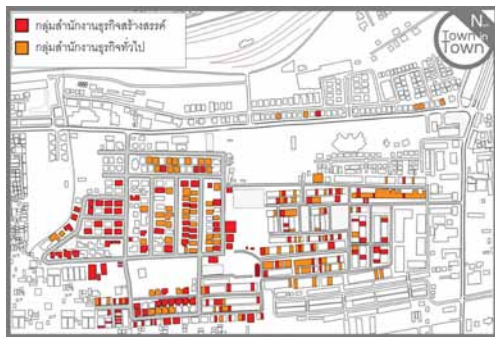 กลุ่มสำนักงานธุรกิจสร้างสรรค์
กลุ่มสำนักงานธุรกิจทั่วไป
N
Town in
Town